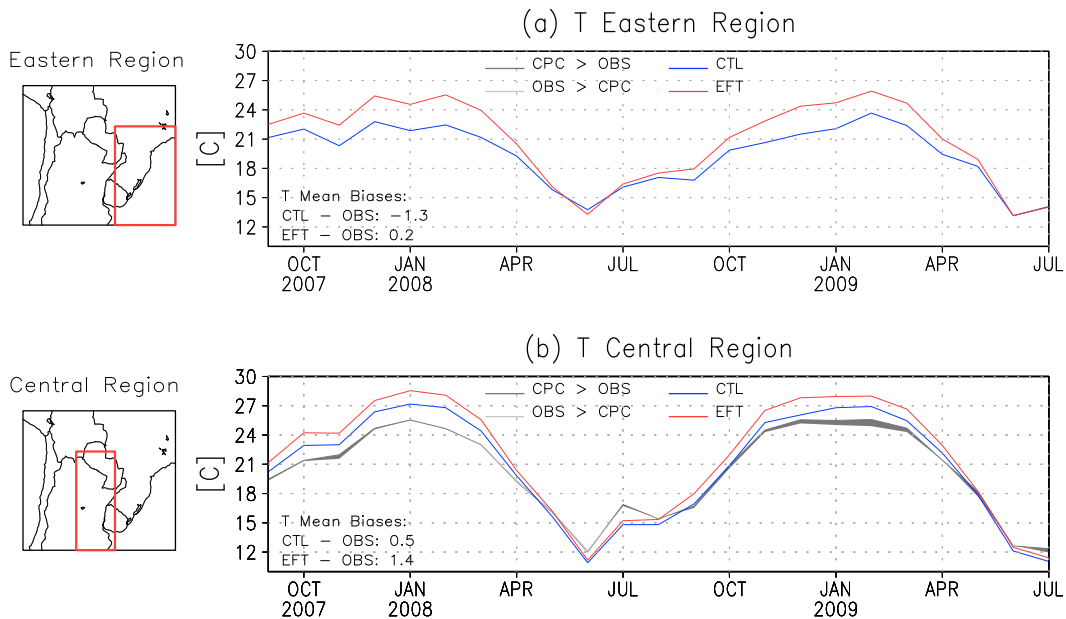 (a) T Eastern Region
Eastern Region
[C]
30
27
24
21
18
15
12
CPC > OBS
OBS > CPC
CTL
EFT
T Mean Biases:
CTL – OBS: –1.3
EFT – OBS: 0.2
OCT
2007
JAN
2008
APR
JUL
OCT
JAN
2009
APR
JUL
(b) T Central Region
Central Region
[C]
30
27
24
21
18
15
12
CPC > OBS
OBS > CPC
CTL
EFT
T Mean Biases:
CTL – OBS: 0.5
EFT – OBS: 1.4
OCT
2007
JAN
2008
APR
JUL
OCT
JAN
2009
APR
JUL